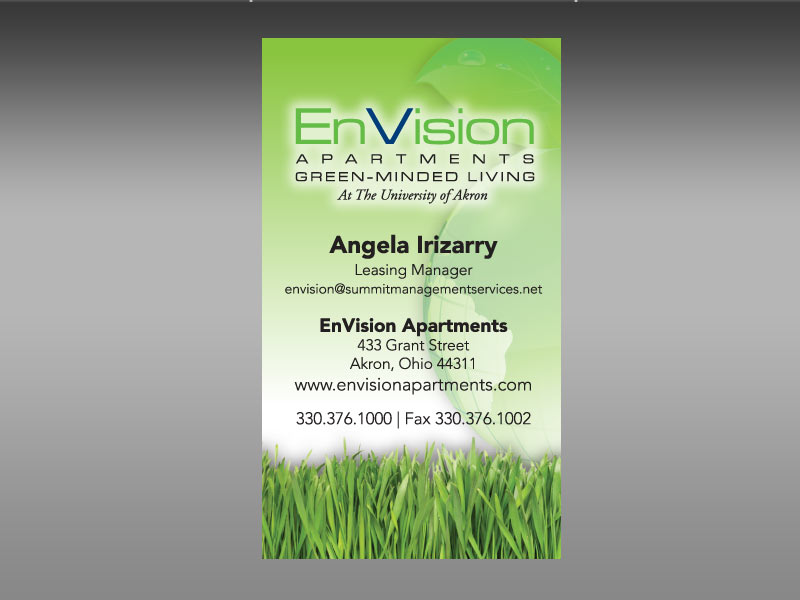 EnVision
APARTMENTS
GREEN-MINDED LIVING
At The University of Akron
Angela Irizarry
Leasing Manager
envision@summitmanagementservices.net
EnVision Apartments
433 Grant Street
Akron, Ohio 44311
www.envisionapartments.com
330.376.1000 | Fax 330.376.1002